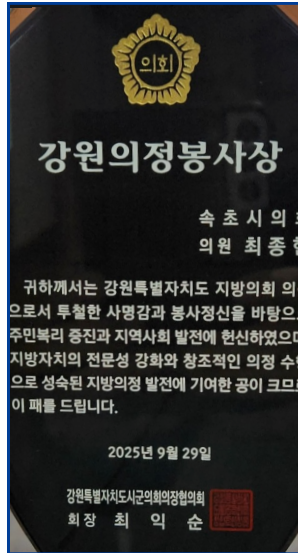 의회
강원의정봉사상
속초시의
의원 최종
귀하께서는 강원특별자치도 지방의회 의
으로서 투철한 사명감과 봉사정신을 바탕으
주민복리 증진과 지역사회 발전에 헌신하였으
지방자치의 전문성 강화와 창조적인 의정 수
으로 성숙된 지방의정 발전에 기여한 공이 크므
이 패를 드립니다.
2025년 9월 29일
강원특별자치도시군의회의장협의회
회장 최익순